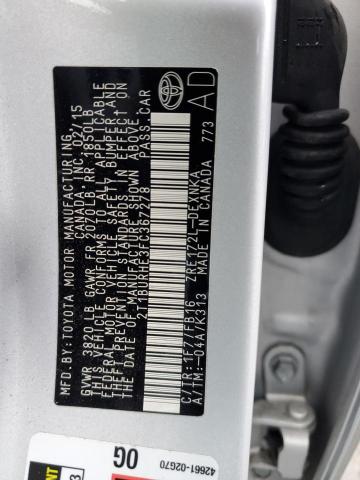 MFD.BY:TOYOTA MOTOR MANUFACTURING
CANADA, INC. 02/15
GVWR 3820 LB GAWR FR 2070LB RR 1850LB
THIS VEHICLE CONFORMS TO ALL APPLICABLE
FEDERAL MOTOR VEHICLE SAFETY, BUMPER, AND
THEFT PREVENTION STANDARDS IN EFFECT ON
THE DATE OF MANUFACTURE SHOWN ABOVE.
PASS.CAR
C/TR:1F7/FB16 ZRE172L-DEXNKA
A/TM:-04A/K313 MADE IN CANADA 773
AD
TOYOTA
42661-02G70
0G